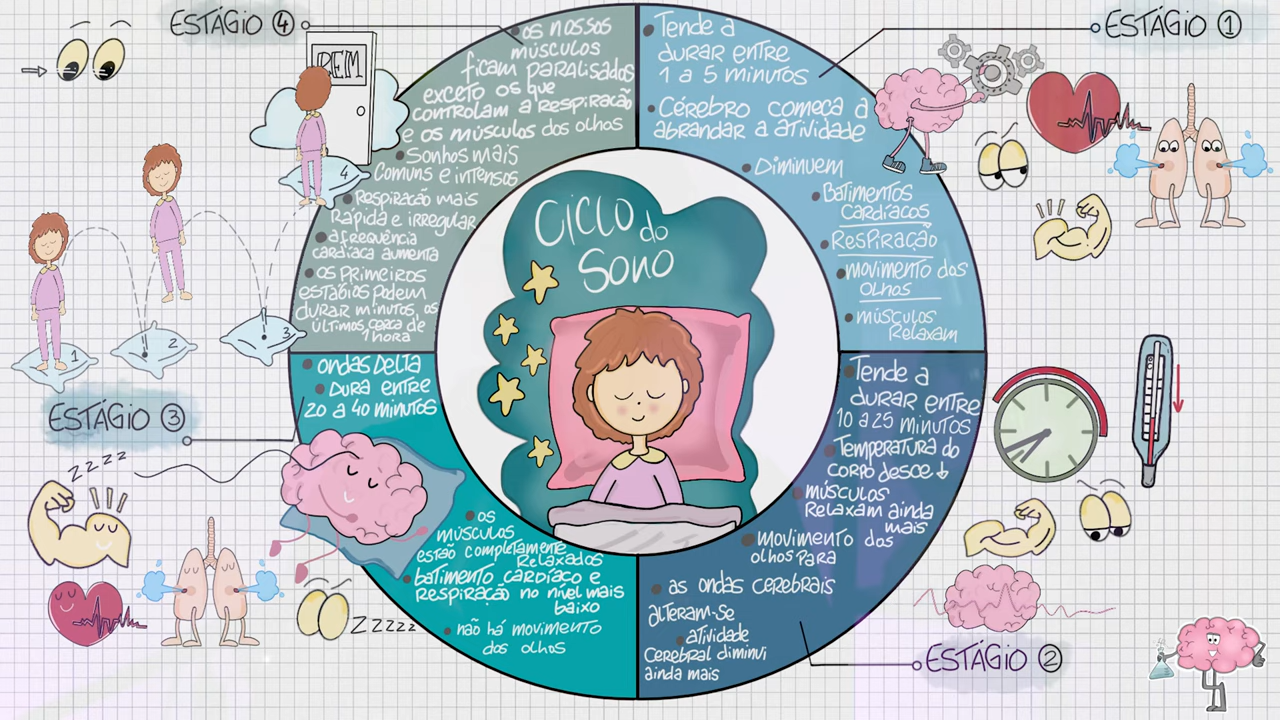 CICLO do
SONO
ESTÁGIO 1
Tende a
durar entre
1 a 5 minutos
Cérebro começa a
abrandar a atividade
Diminuem
Batimentos
Cardíacos
Respiração
movimento dos
olhos
músculos
Relaxam
ESTÁGIO 2
Tende a
durar entre
10 a 25 minutos
Temperatura do
corpo desce
músculos
Relaxam ainda
mais
movimento dos
olhos para
as ondas cerebrais
alteram-se
atividade
Cerebral diminui
ainda mais
ESTÁGIO 3
ondas Delta
Dura entre
20 a 40 minutos
os
músculos
estão completamente
Relaxados
batimento cardíaco e
respiração no nível mais
baixo
não há movimento
dos olhos
zzzz
zzzzz
ESTÁGIO 4
os nossos
músculos
ficam paralisados
exceto os que
controlam a respiração
e os músculos dos olhos
Sonhos mais
Comuns e intensos
Respiração mais
rápida e irregular
a frequência
cardíaca aumenta
os primeiros
estágios podem
durar minutos, os
últimos cerca de
1 hora
REM
1
2
3
4